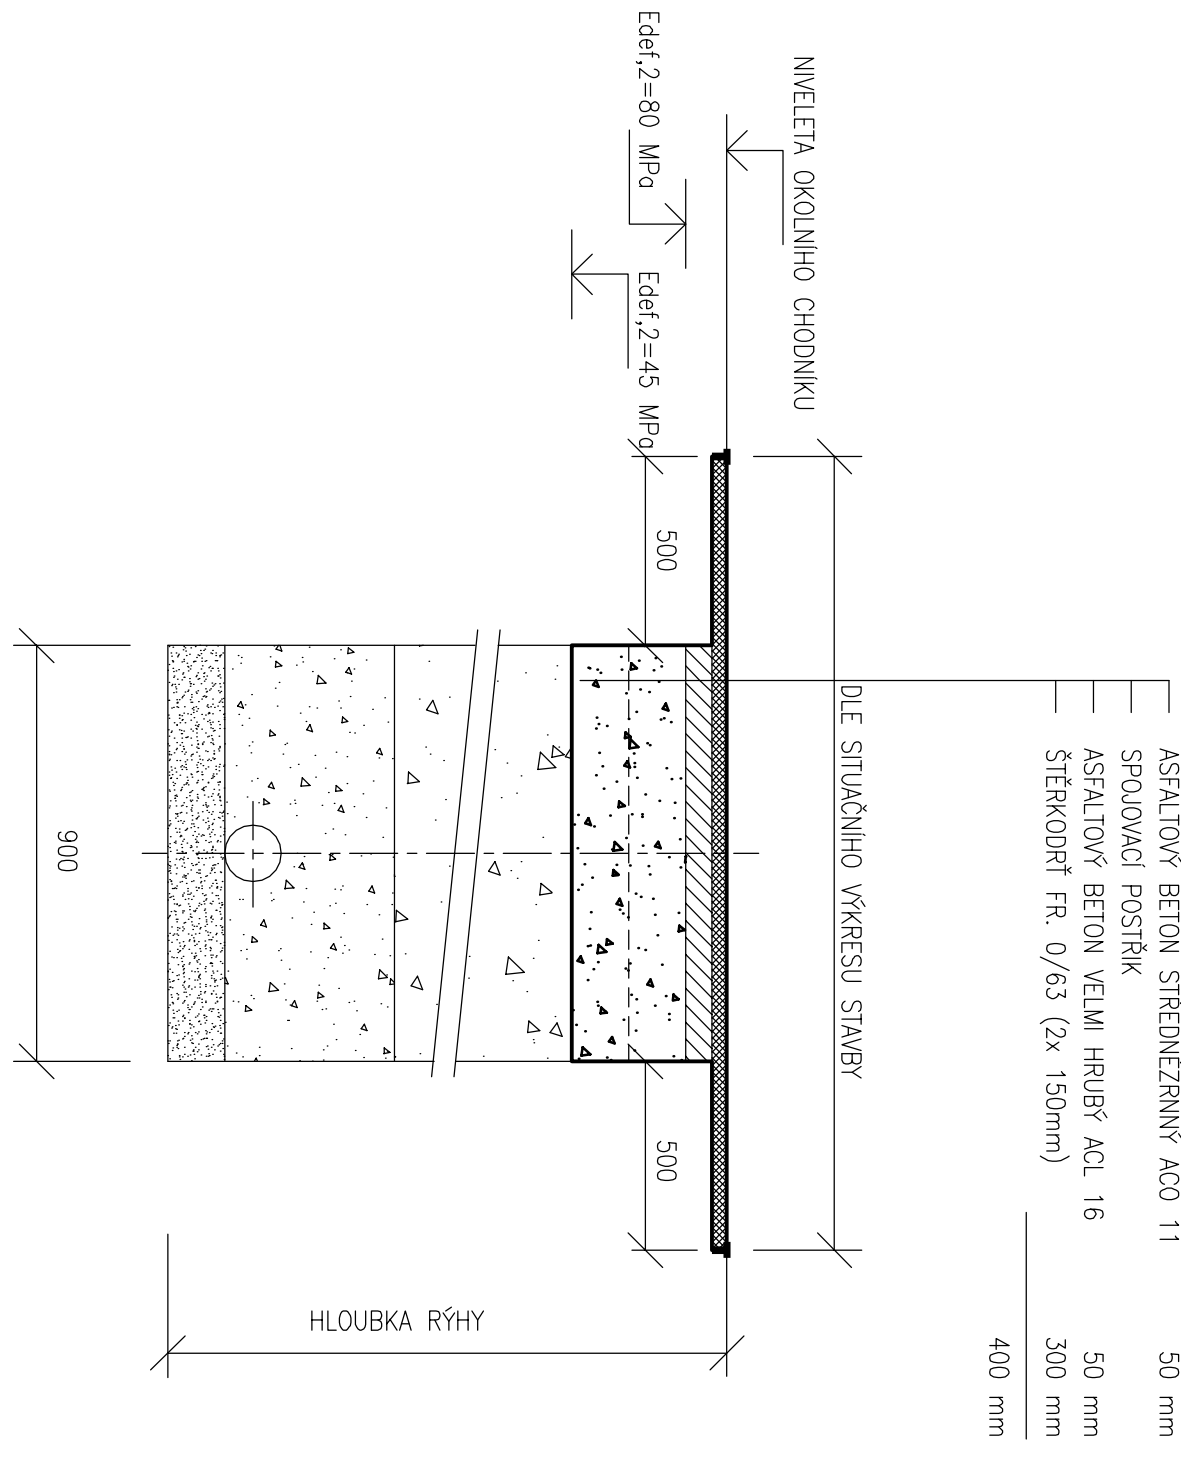 ASFALTOVÝ BETON STŘEDNĚZRNNÝ ACO 11 50 mm
SPOJOVACÍ POSTŘIK
ASFALTOVÝ BETON VELMI HRUBÝ ACL 16 50 mm
ŠTĚRKODRŤ FR. 0/63 (2x 150mm) 300 mm
400 mm
DLE SITUAČNÍHO VÝKRESU STAVBY
NIVELETA OKOLNÍHO CHODNÍKU
Edef,2=80 MPa
Edef,2=45 MPa
500
500
HLOUBKA RÝHY
900